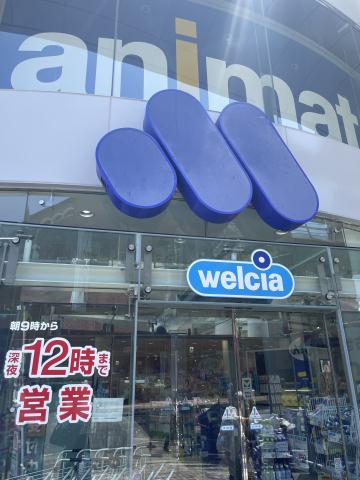 animat
welcia
朝9時から
深夜12時まで
営業